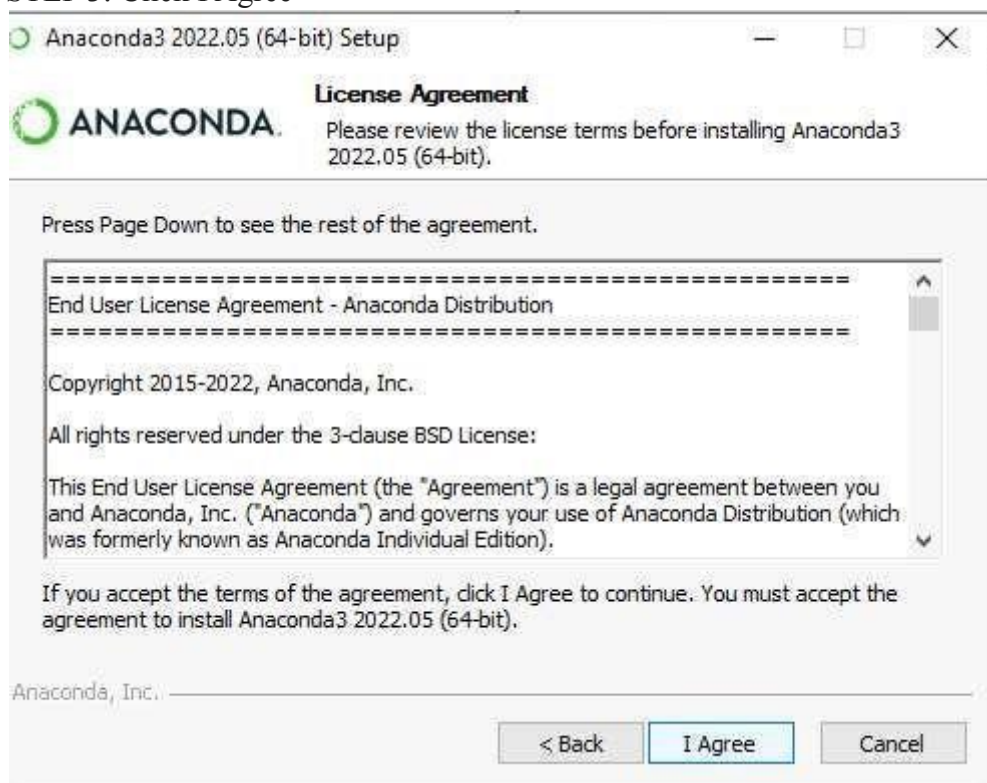 Anaconda3 2022.05 (64-bit) Setup
ANACONDA.
License Agreement
Please review the license terms before installing Anaconda3
2022.05 (64-bit).
Press Page Down to see the rest of the agreement.
==================================================
End User License Agreement - Anaconda Distribution
==================================================
Copyright 2015-2022, Anaconda, Inc.
All rights reserved under the 3-clause BSD License:
This End User License Agreement (the "Agreement") is a legal agreement between you
and Anaconda, Inc. ("Anaconda") and governs your use of Anaconda Distribution (which
was formerly known as Anaconda Individual Edition).
If you accept the terms of the agreement, click I Agree to continue. You must accept the
agreement to install Anaconda3 2022.05 (64-bit).
Anaconda, Inc.
< Back
I Agree
Cancel